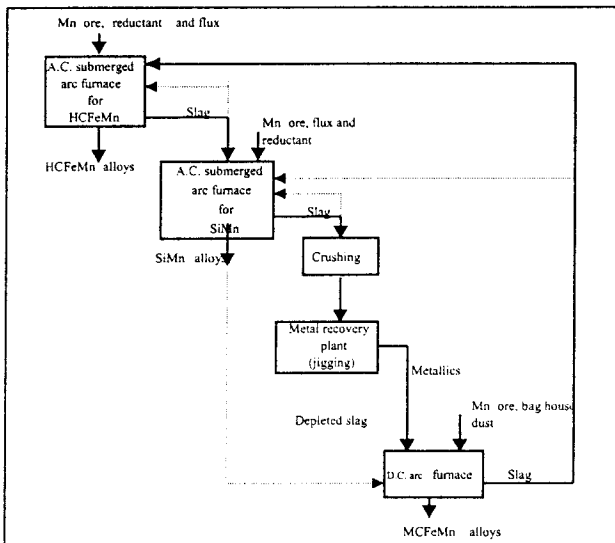 Mn ore, reductant and flux
A.C. submerged
arc furnace
for
HCFeMn
Slag
HCFeMn alloys
Mn ore, flux and
reductant
A.C. submerged
arc furnace
for
SiMn
Slag
SiMn alloys
Crushing
Metal recovery
plant
(jigging)
Metallics
Depleted slag
Mn ore, bag house
dust
D.C. arc furnace
Slag
MCFeMn alloys